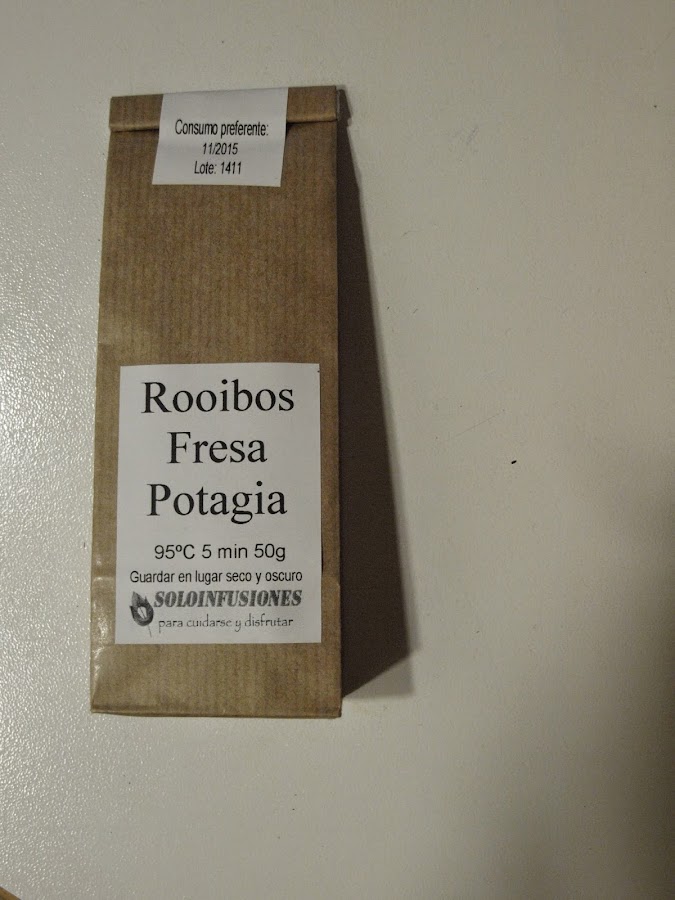 Consumo preferente:
11/2015
Lote: 1411
Rooibos
Fresa
Potagia
95ºC 5 min 50g
Guardar en lugar seco y oscuro
SOLOINFUSIONES
para cuidarse y disfrutar